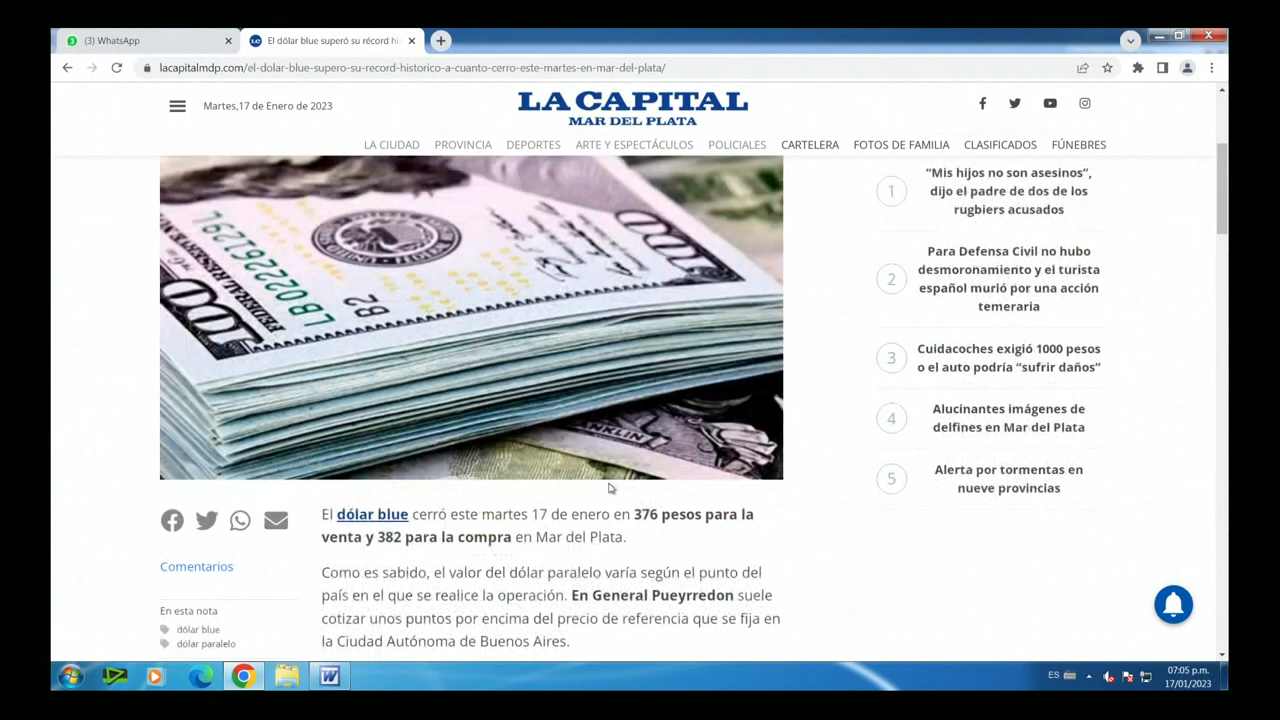 (3) WhatsApp
El dólar blue superó su récord his
lacapitalmdp.com/el-dolar-blue-supero-su-record-historico-a-cuanto-cerro-este-martes-en-mar-del-plata/
Martes,17 de Enero de 2023
LA CAPITAL
MAR DEL PLATA
LA CIUDAD PROVINCIA DEPORTES ARTE Y ESPECTÁCULOS POLICIALES CARTELERA FOTOS DE FAMILIA CLASIFICADOS FÚNEBRES
100
100
FEDERAL RESERVE
LB02226129L
B2
KLIN
1
“Mis hijos no son asesinos”,
dijo el padre de dos de los
rugbiers acusados
2
Para Defensa Civil no hubo
desmoronamiento y el turista
español murió por una acción
temeraria
3
Cuidacoches exigió 1000 pesos
o el auto podría “sufrir daños”
4
Alucinantes imágenes de
delfines en Mar del Plata
5
Alerta por tormentas en
nueve provincias
El dólar blue cerró este martes 17 de enero en 376 pesos para la
venta y 382 para la compra en Mar del Plata.
Comentarios
En esta nota
dólar blue
dólar paralelo
Como es sabido, el valor del dólar paralelo varía según el punto del
país en el que se realice la operación. En General Pueyrredon suele
cotizar unos puntos por encima del precio de referencia que se fija en
la Ciudad Autónoma de Buenos Aires.
ES
07:05 p.m.
17/01/2023